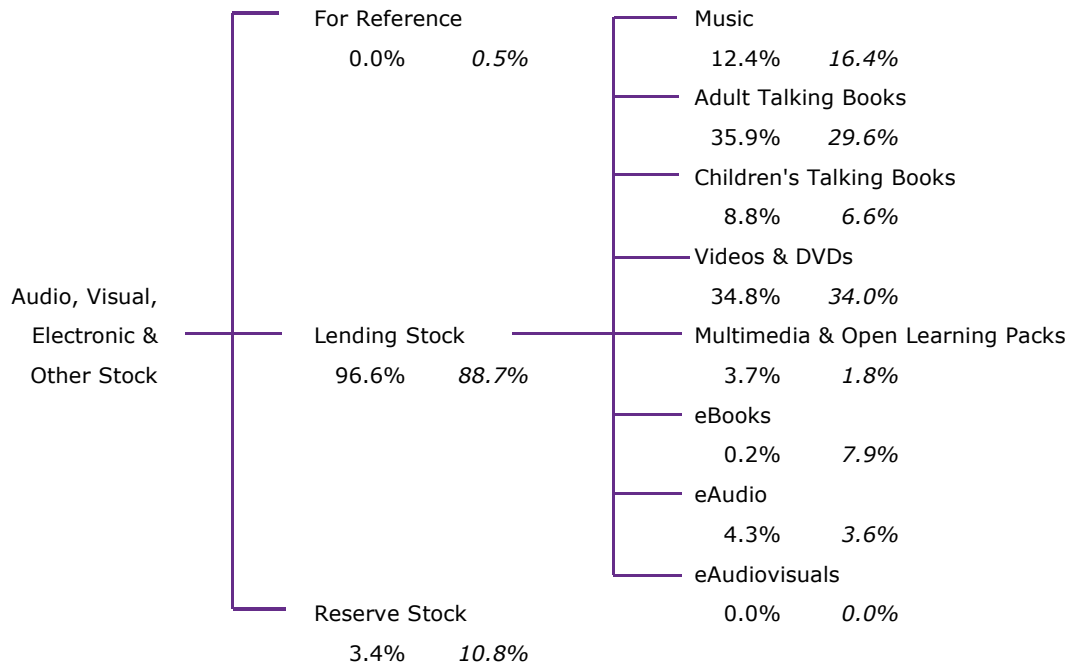 For Reference
0.0% 0.5%
Music
12.4% 16.4%
Adult Talking Books
35.9% 29.6%
Children's Talking Books
8.8% 6.6%
Videos & DVDs
34.8% 34.0%
Audio, Visual,
Electronic &
Other Stock
Lending Stock
96.6% 88.7%
Multimedia & Open Learning Packs
3.7% 1.8%
eBooks
0.2% 7.9%
eAudio
4.3% 3.6%
eAudiovisuals
0.0% 0.0%
Reserve Stock
3.4% 10.8%